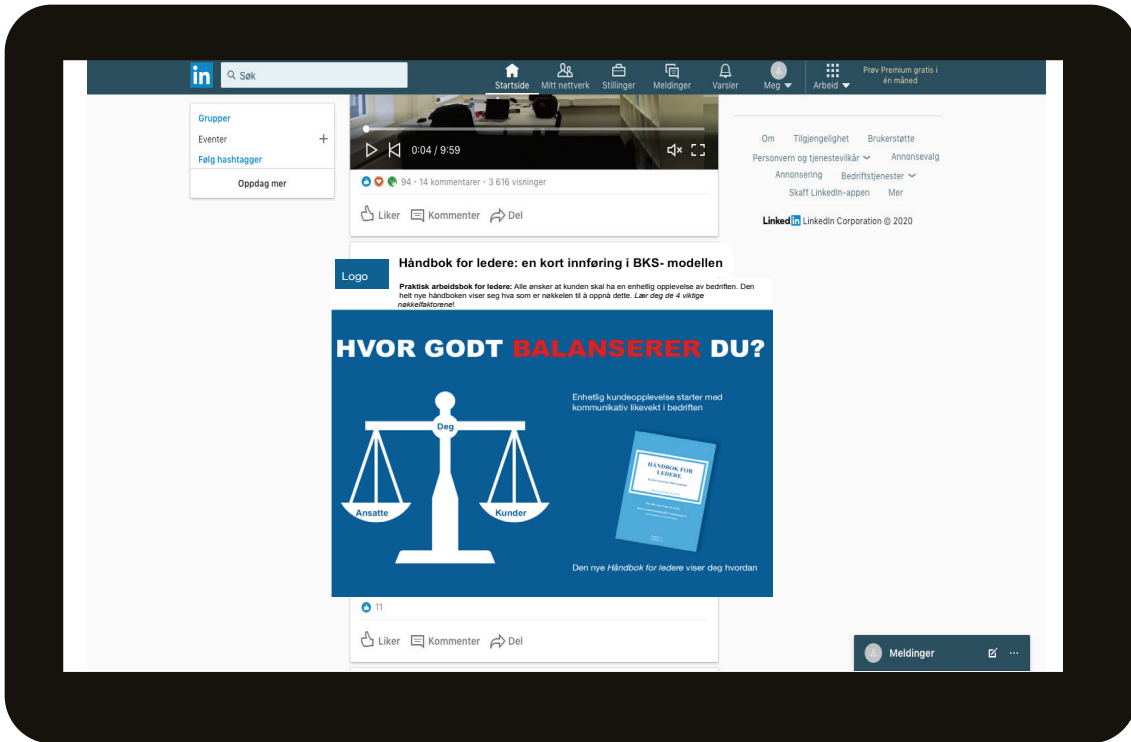 in
Søk
Startside
Mitt nettverk
Stillinger
Meldinger
Varsler
Meg
Arbeid
Prøv Premium gratis i
én måned
Grupper
Eventer
Følg hashtagger
Oppdag mer
0:04 / 9:59
94 · 14 kommentarer · 3 616 visninger
Liker Kommenter Del
Om Tilgjengelighet Brukerstøtte
Personvern og tjenestevilkår Annonsevalg
Annonsering Bedriftstjenester
Skaff LinkedIn-appen Mer
Linked in LinkedIn Corporation © 2020
Logo
Håndbok for ledere: en kort innføring i BKS- modellen
Praktisk arbeidsbok for ledere: Alle ønsker at kunden skal ha en enhetlig opplevelse av bedriften. Den
helt nye håndboken viser seg hva som er nøkkelen til å oppnå dette. Lær deg de 4 viktige
nøkkelfaktorene!
HVOR GODT BALANSERER DU?
Enhetlig kundeopplevelse starter med
kommunikativ likevekt i bedriften
Deg
Ansatte
Kunder
HÅNDBOK FOR
LEDERE
Den nye Håndbok for ledere viser deg hvordan
11
Liker Kommenter Del
Meldinger